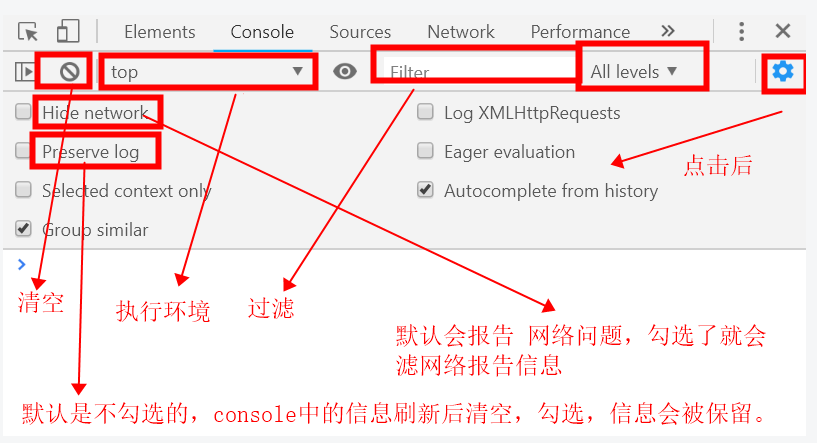 Elements Console Sources Network Performance
top Filter All levels
Hide network Log XMLHttpRequests
Preserve log Eager evaluation
点击后
Selected context only Autocomplete from history
Group similar
清空 执行环境 过滤
默认会报告 网络问题，勾选了就会
滤网络报告信息
默认是不勾选的，console中的信息刷新后清空，勾选，信息会被保留。